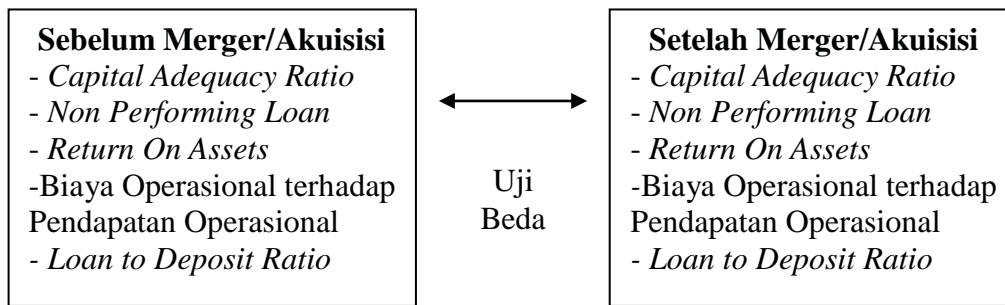 Sebelum Merger/Akuisisi
- Capital Adequacy Ratio
- Non Performing Loan
- Return On Assets
-Biaya Operasional terhadap
Pendapatan Operasional
- Loan to Deposit Ratio
Uji
Beda
Setelah Merger/Akuisisi
- Capital Adequacy Ratio
- Non Performing Loan
- Return On Assets
-Biaya Operasional terhadap
Pendapatan Operasional
- Loan to Deposit Ratio